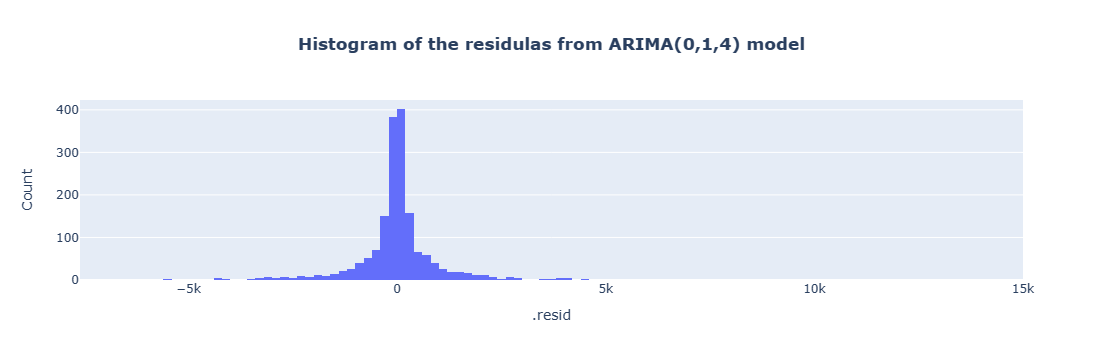 Histogram of the residulas from ARIMA(0,1,4) model
400
300
200
100
0
Count
−5k
0
5k
10k
15k
.resid